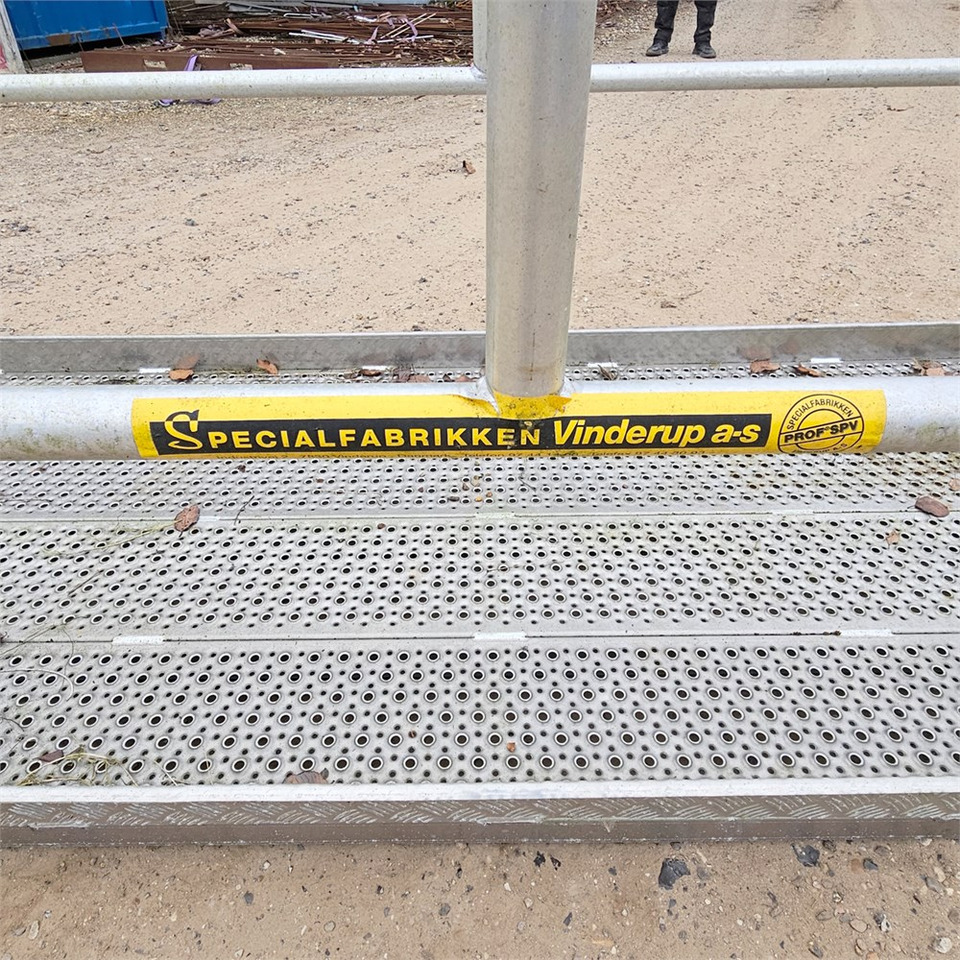 SPECIALFABRIKKEN Vinderup a-s
SPECIALFABRIKKEN
PROF'SPV